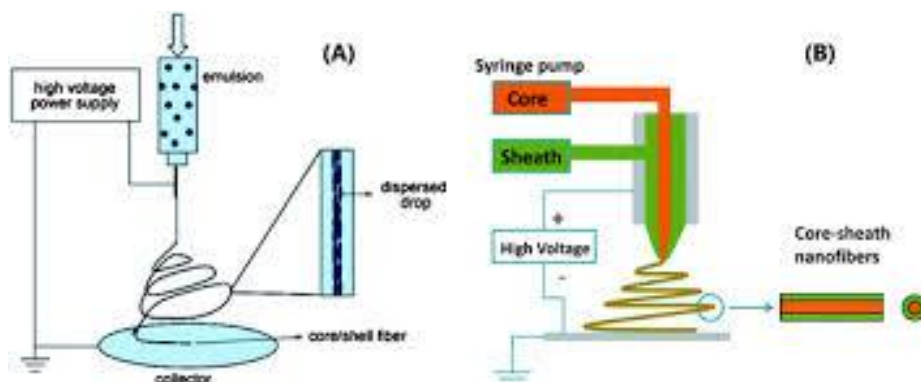 (A)
emulsion
high voltage
power supply
dispersed
drop
core/shell fiber
collector
(B)
Syringe pump
Core
Sheath
+
High Voltage
-
Core-sheath
nanofibers